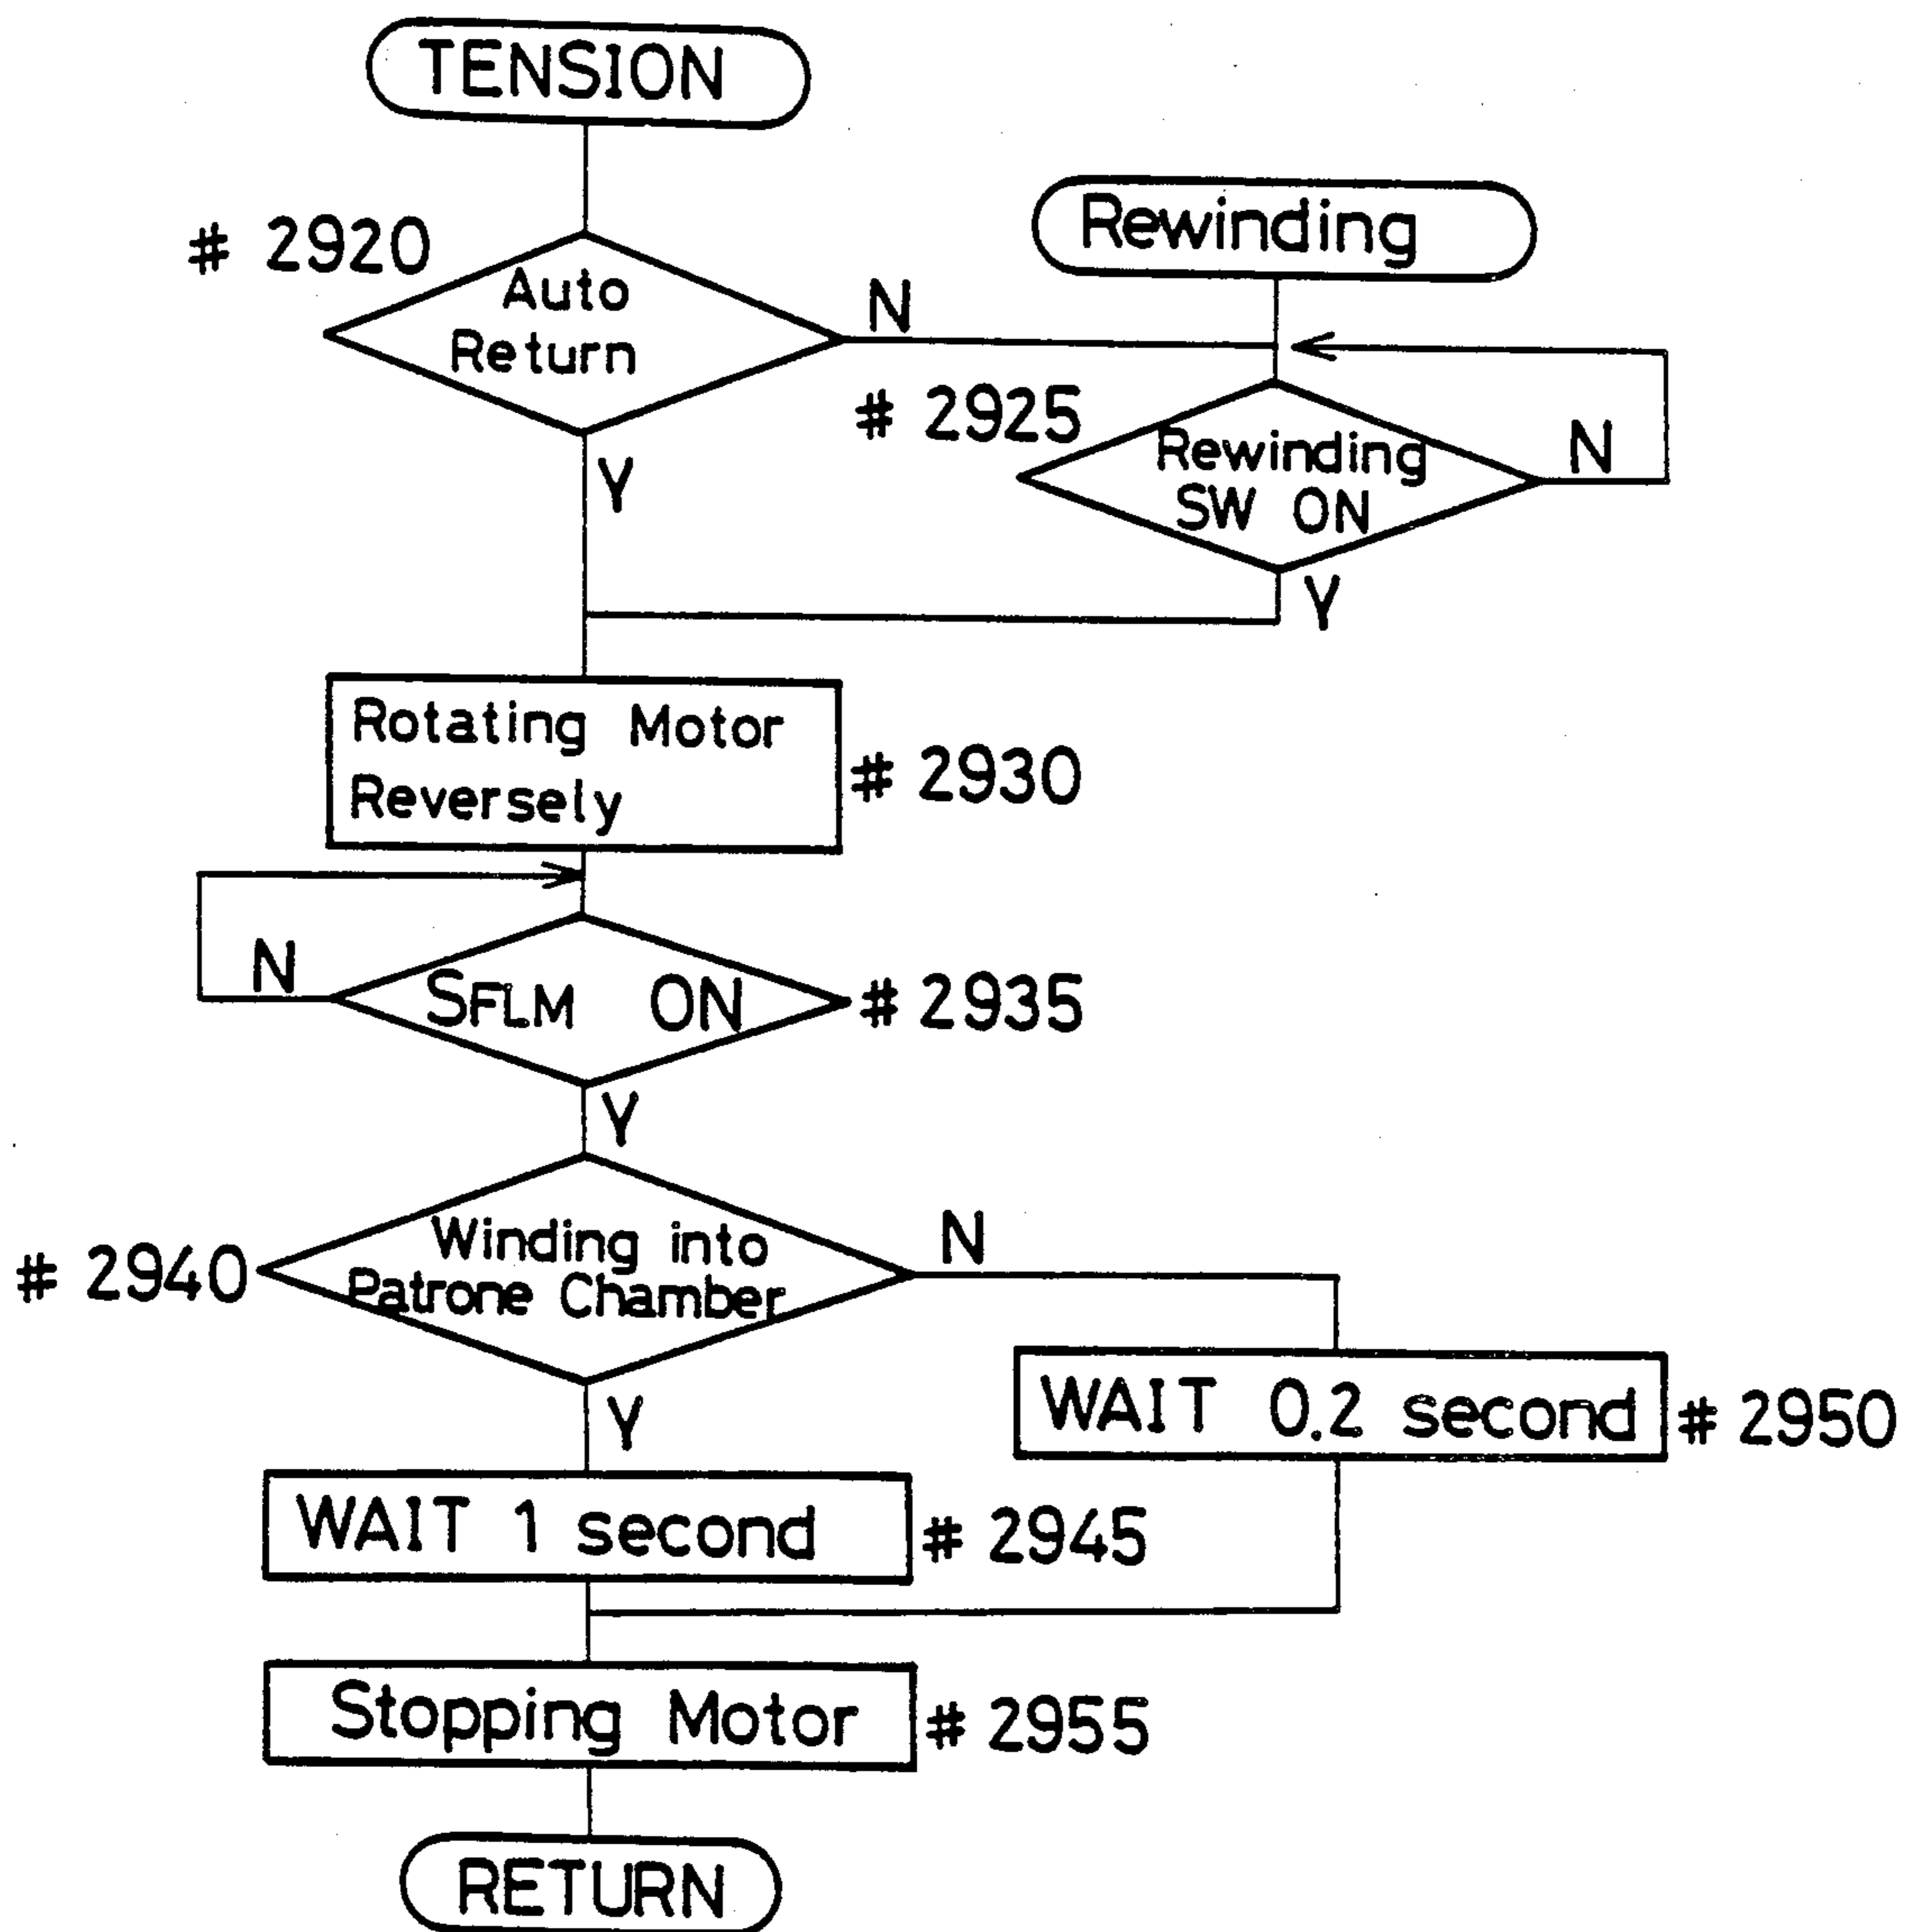 TENSION
# 2920
Auto
Return
N
Y
Rewinding
# 2925
Rewinding
SW ON
N
Y
Rotating Motor
Reversely
# 2930
N
SFLM ON
# 2935
Y
# 2940
Winding into
Patrone Chamber
N
Y
WAIT 0.2 second
# 2950
WAIT 1 second
# 2945
Stopping Motor
# 2955
RETURN